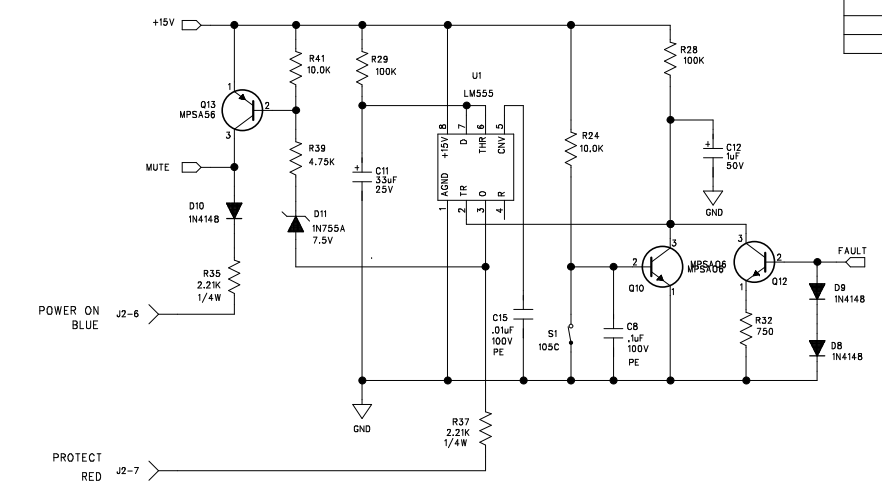 +15V
R41
10.0K
R29
100K
R28
100K
U1
LM555
1
Q13
MPSA56
2
3
8
7
6
5
+15V
D
THR
CNV
R24
10.0K
+
C12
1uF
50V
GND
R39
4.75K
MUTE
+
C11
33uF
25V
AGND
TR
O
R
1
2
3
4
D10
1N4148
D11
1N755A
7.5V
3
2
MPSA06
Q10
1
3
MPSA06
2
Q12
1
FAULT
R35
2.21K
1/4W
D9
1N4148
POWER ON
BLUE
J2-6
C15
.01uF
100V
PE
S1
105C
C8
.1uF
100V
PE
R32
750
D8
1N4148
GND
R37
2.21K
1/4W
PROTECT
RED
J2-7